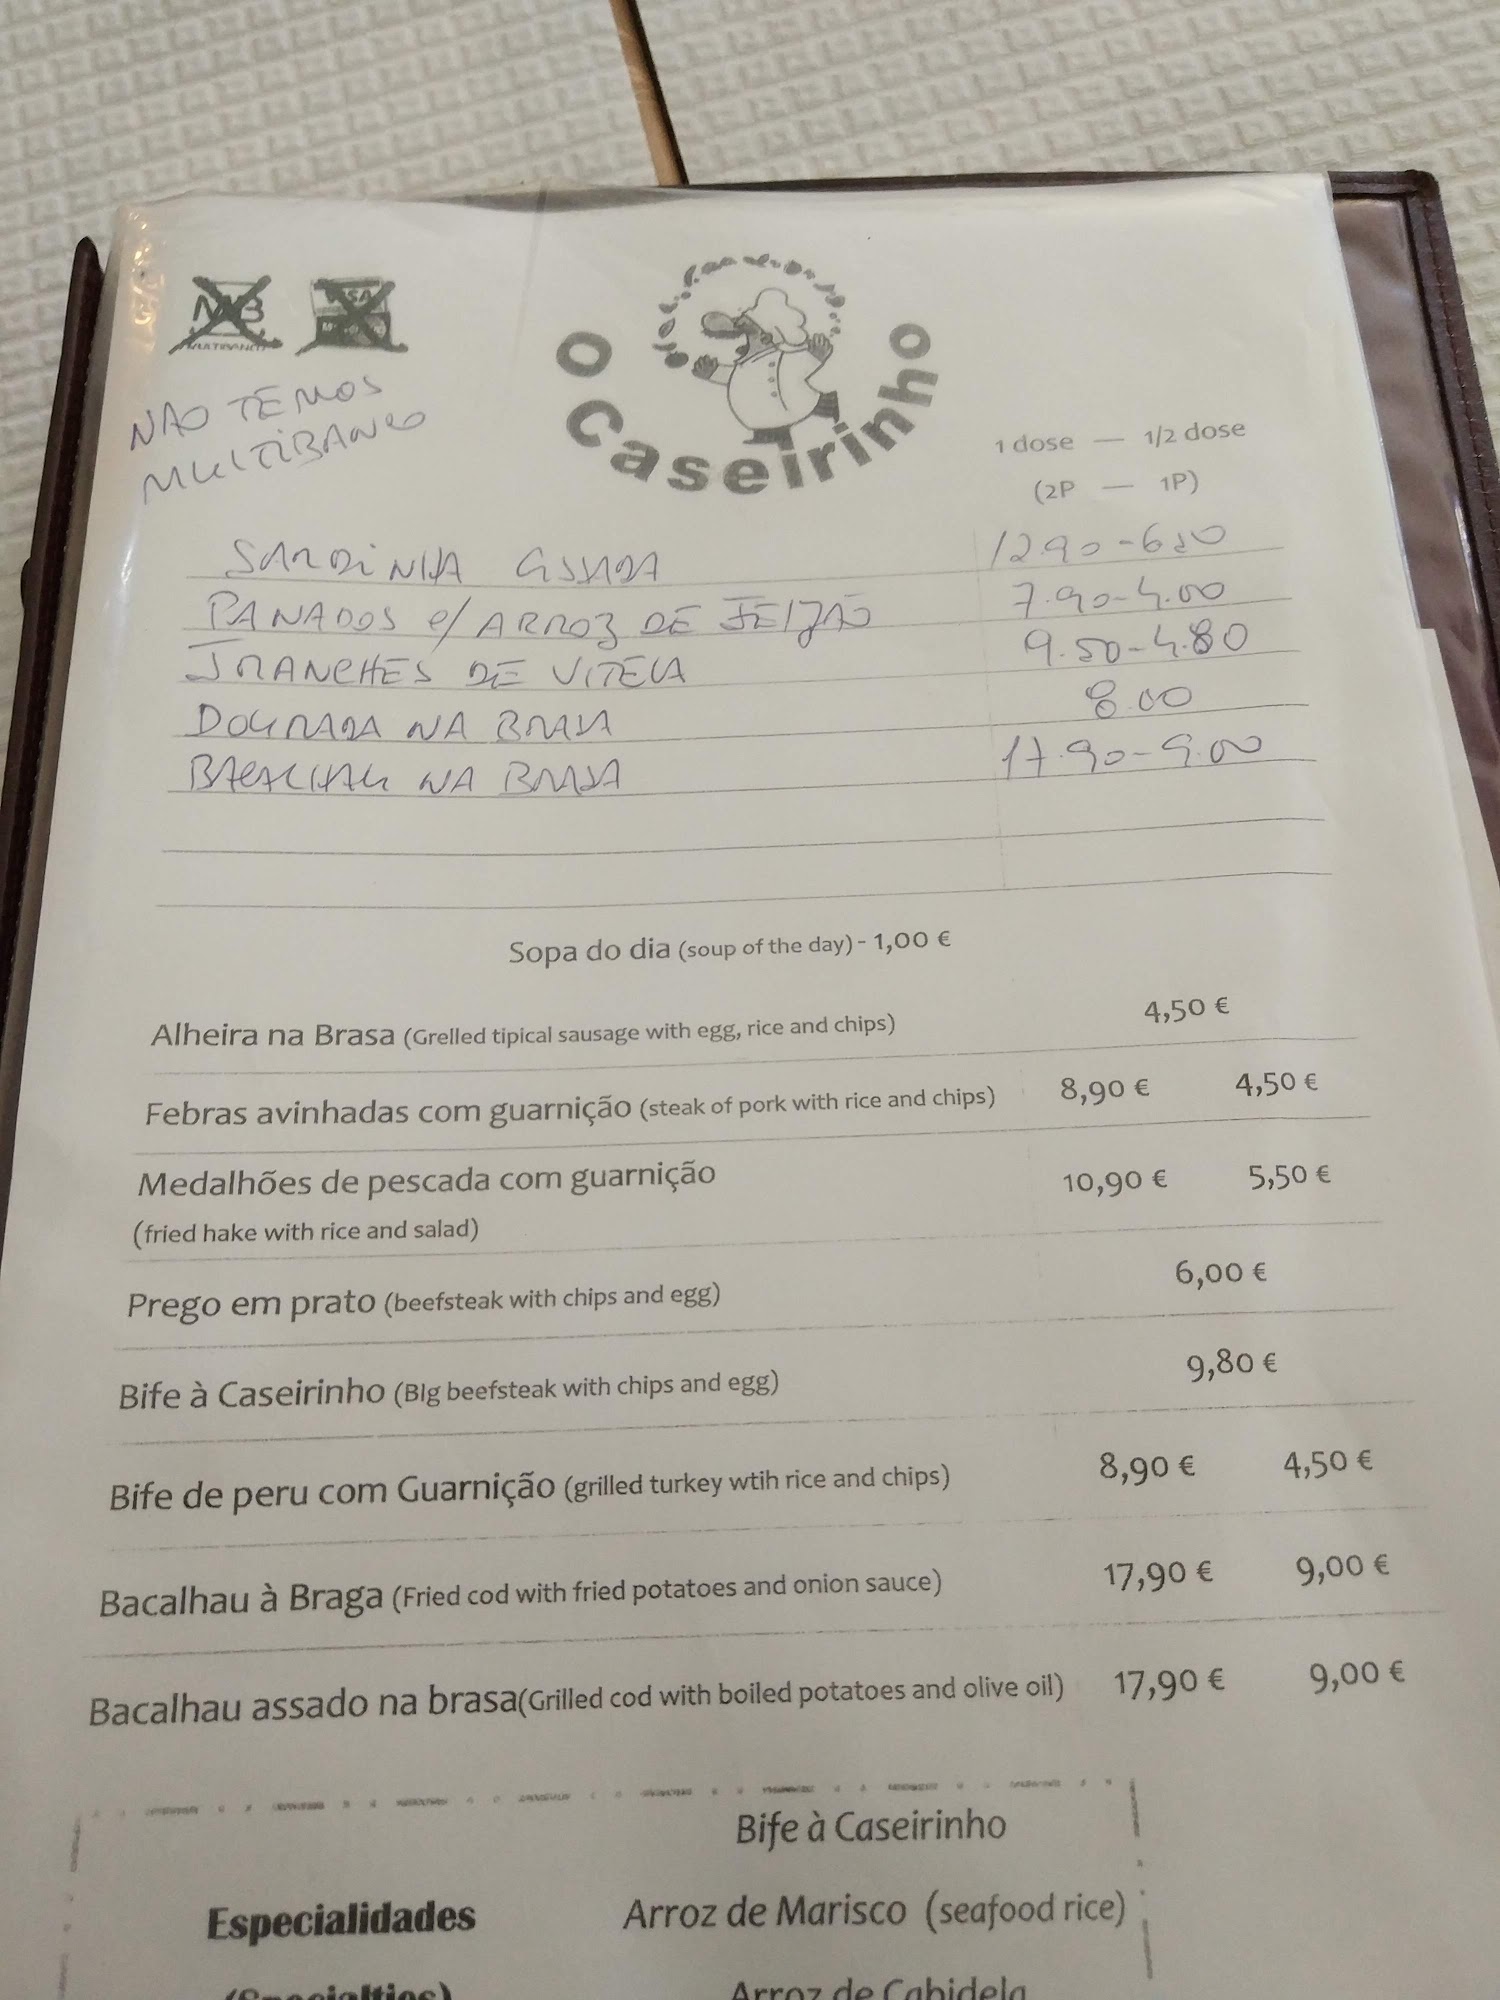 MB
MULTIBANCO
VISA
NAO TEMOS
MULTIBANCO
O Caseirinho
1 dose — 1/2 dose
(2P — 1P)
SARDINHA ASSADA 12.90-6.50
PANADOS C/ ARROZ DE FEIJÃO 7.90-4.00
TRANCHES DE VITELA 9.50-4.80
DOURADA NA BRASA 8.00
BACALHAU NA BRASA 17.90-9.00
Sopa do dia (soup of the day) - 1,00 €
Alheira na Brasa (Grelled tipical sausage with egg, rice and chips) 4,50 €
Febras avinhadas com guarnição (steak of pork with rice and chips) 8,90 € 4,50 €
Medalhões de pescada com guarnição 10,90 € 5,50 €
(fried hake with rice and salad)
Prego em prato (beefsteak with chips and egg) 6,00 €
Bife à Caseirinho (BIg beefsteak with chips and egg) 9,80 €
Bife de peru com Guarnição (grilled turkey wtih rice and chips) 8,90 € 4,50 €
Bacalhau à Braga (Fried cod with fried potatoes and onion sauce) 17,90 € 9,00 €
Bacalhau assado na brasa(Grilled cod with boiled potatoes and olive oil) 17,90 € 9,00 €
Bife à Caseirinho
Especialidades Arroz de Marisco (seafood rice)
(Specialties) Arroz de Cabidela